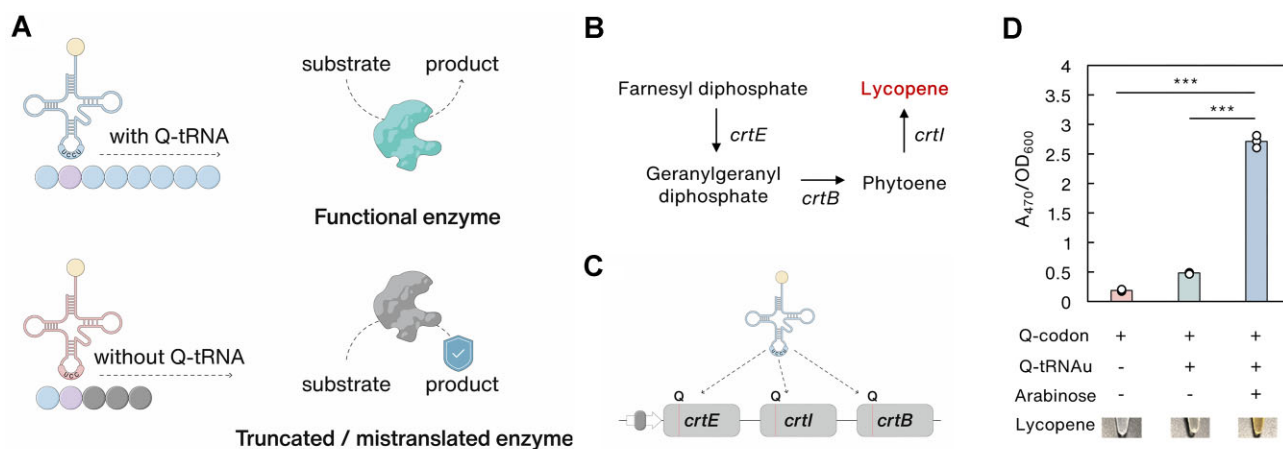 A
substrate
product
with Q-tRNA
UCCU
Functional enzyme
without Q-tRNA
UCC
substrate
product
Truncated / mistranslated enzyme
B
Farnesyl diphosphate
Lycopene
crtE
crtI
Geranylgeranyl
diphosphate
crtB
Phytoene
C
Q
Q
Q
crtE
crtI
crtB
D
4
3.5
3
2.5
2
1.5
1
0.5
0
A470/OD600
***
***
Q-codon + + +
Q-tRNAu - + +
Arabinose - - +
Lycopene